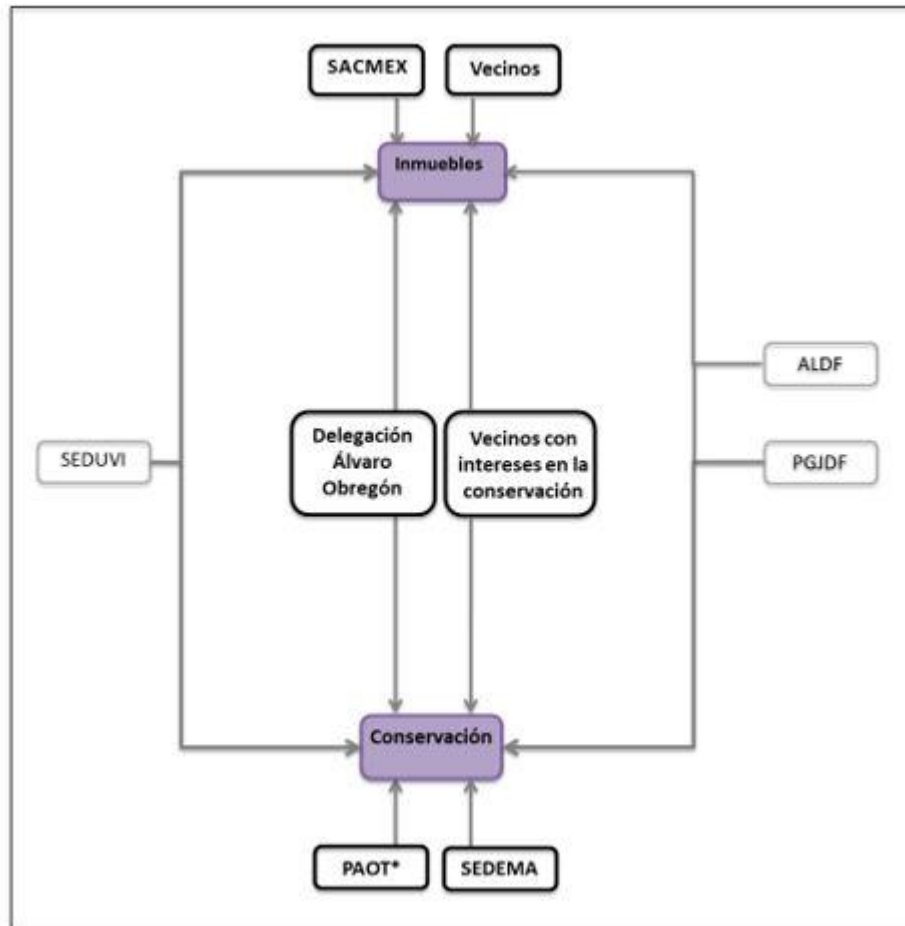 SACMEX
Vecinos
Inmuebles
ALDF
Delegación
Álvaro
Obregón
Vecinos con
intereses en la
conservación
SEDUVI
PGJDF
Conservación
PAOT*
SEDEMA